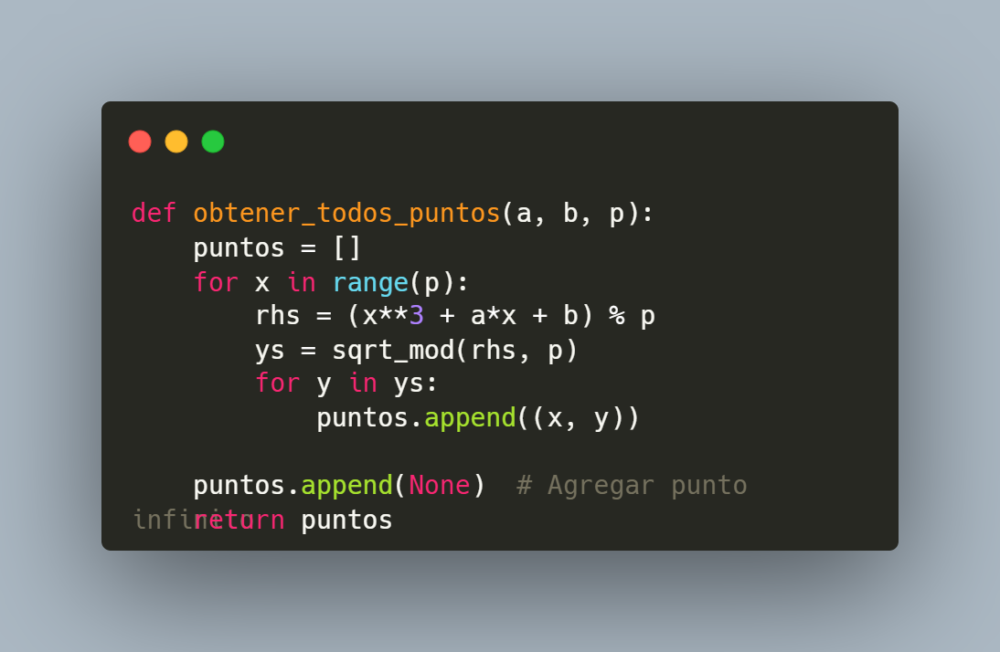 def obtener_todos_puntos(a, b, p):
    puntos = []
    for x in range(p):
        rhs = (x**3 + a*x + b) % p
        ys = sqrt_mod(rhs, p)
        for y in ys:
            puntos.append((x, y))
    puntos.append(None)  # Agregar punto
infinito
    return puntos